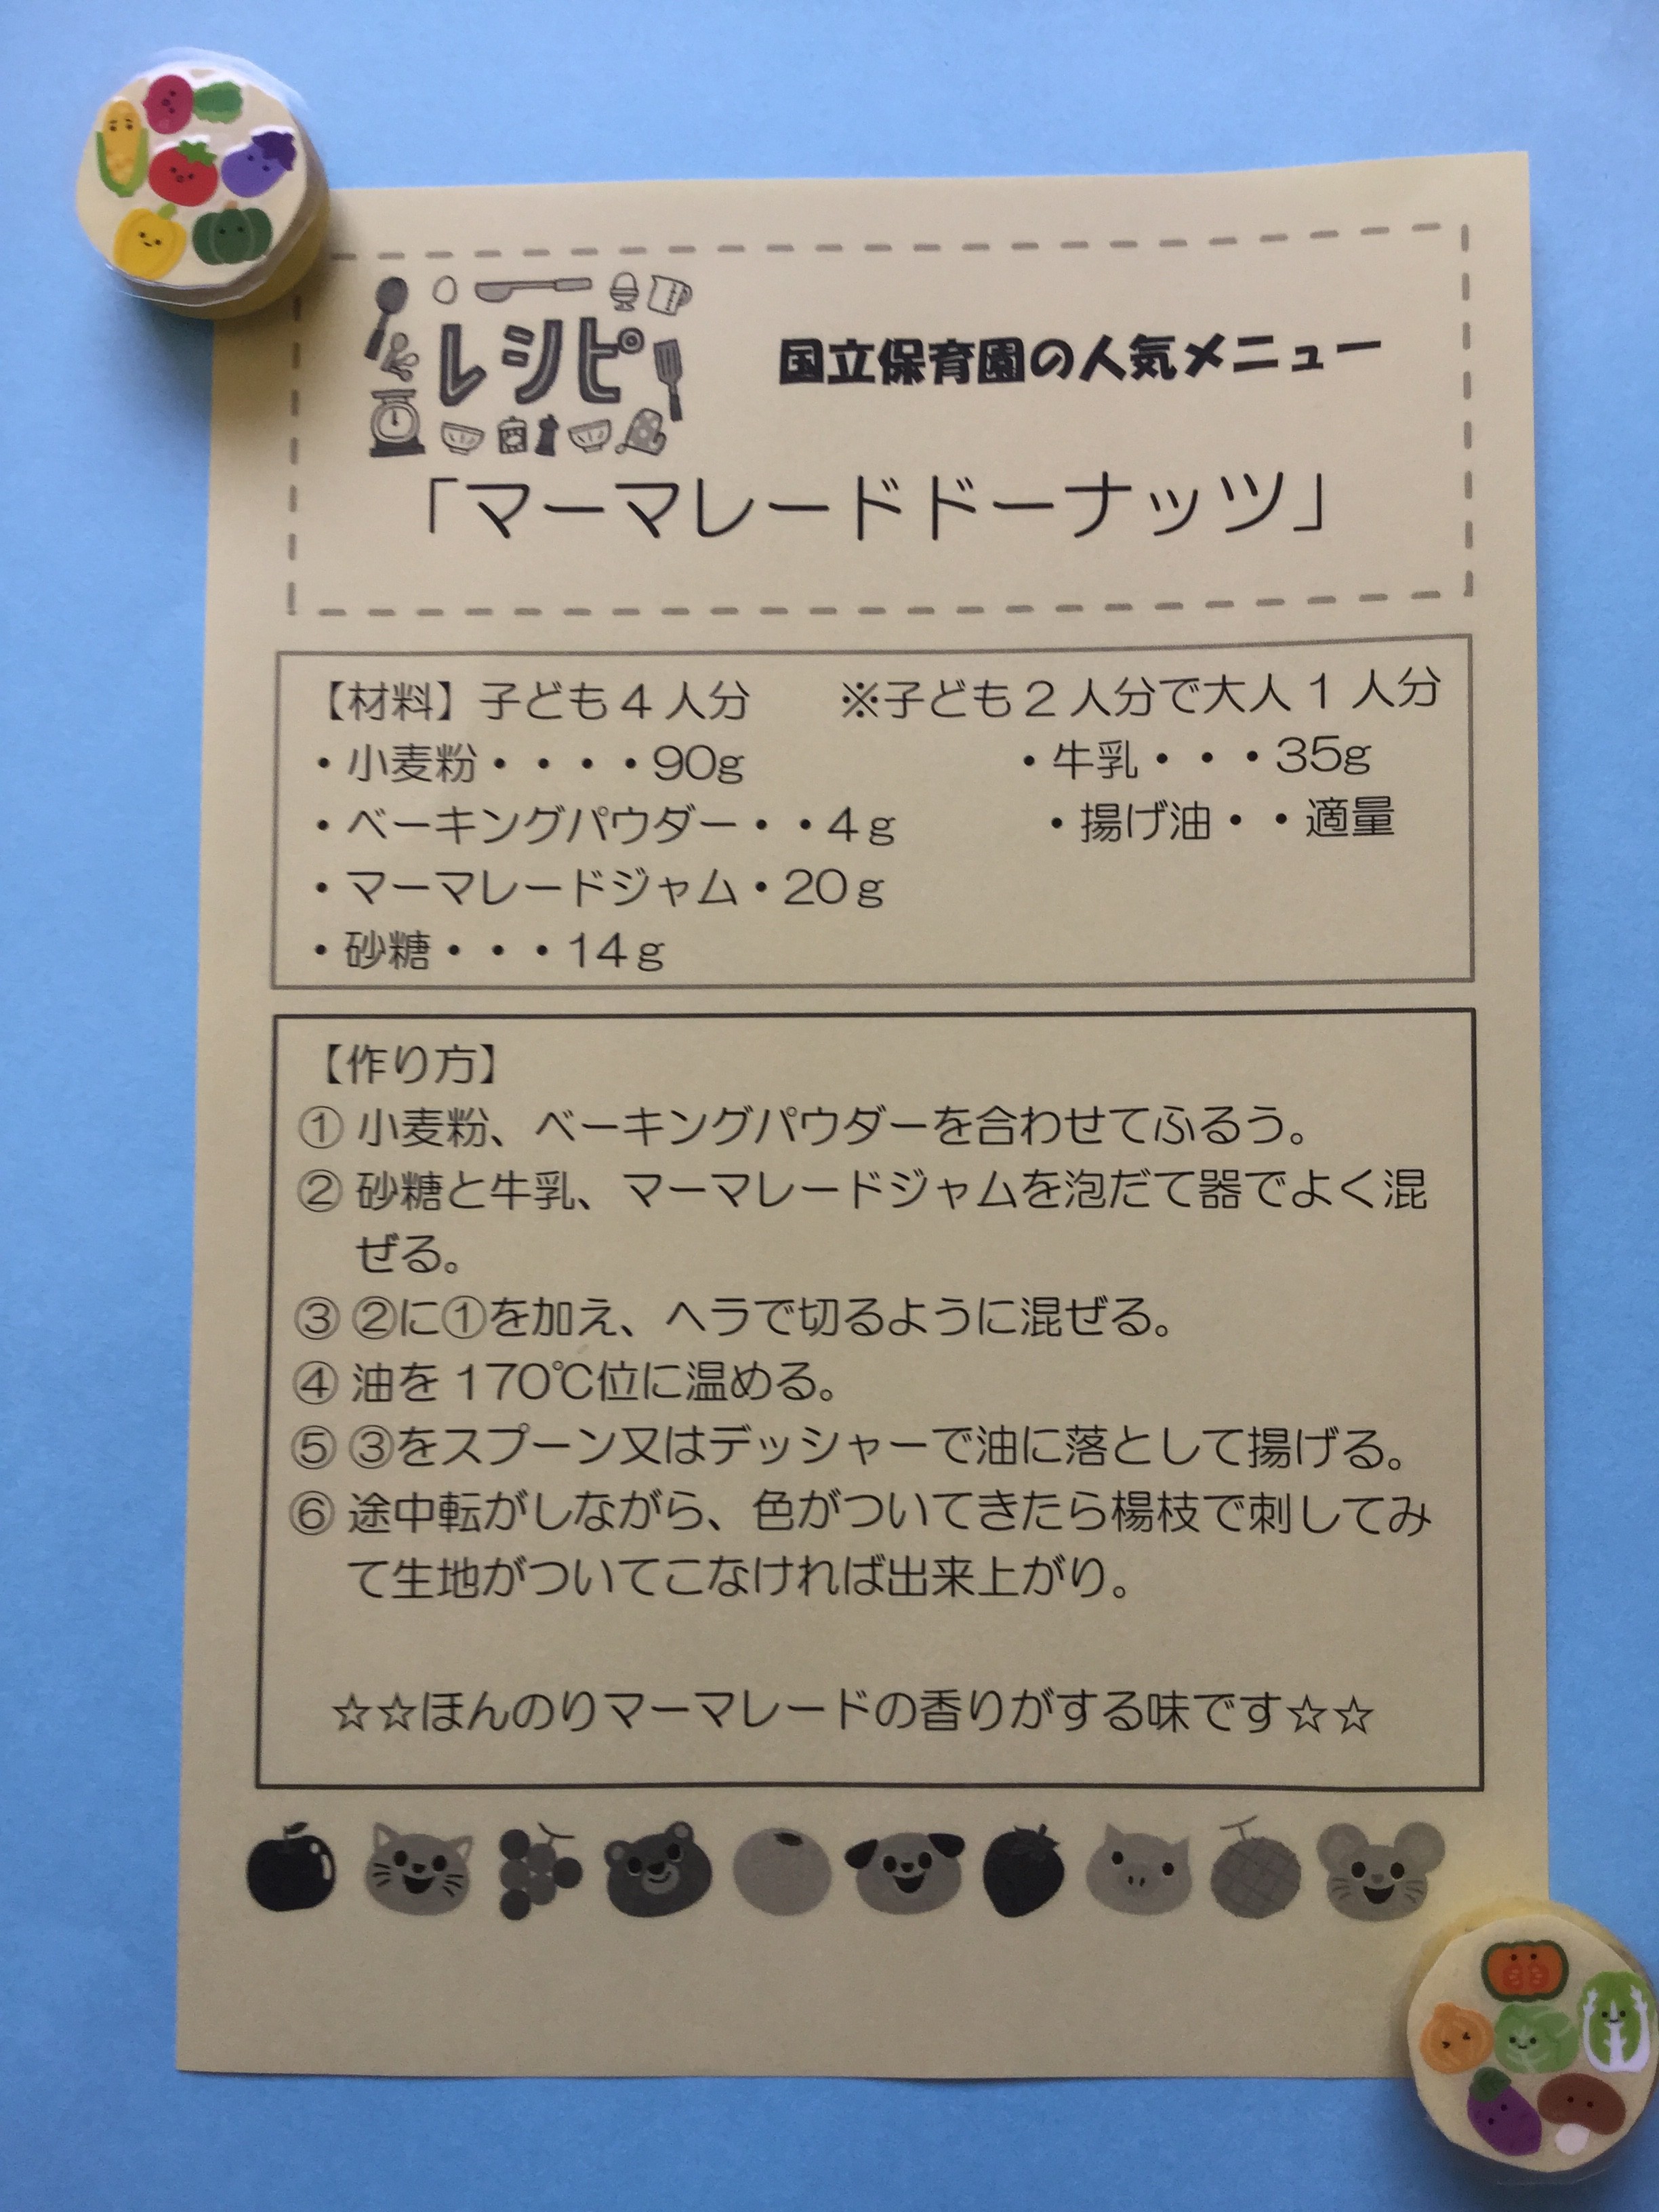 レシピ
国立保育園の人気メニュー
「マーマレードドーナッツ」
【材料】子ども4人分 ※子ども2人分で大人1人分
・小麦粉・・・・90g ・牛乳・・・35g
・ベーキングパウダー・・4g ・揚げ油・・適量
・マーマレードジャム・20g
・砂糖・・・14g
【作り方】
① 小麦粉、ベーキングパウダーを合わせてふるう。
② 砂糖と牛乳、マーマレードジャムを泡だて器でよく混
ぜる。
③ ②に①を加え、ヘラで切るように混ぜる。
④ 油を170℃位に温める。
⑤ ③をスプーン又はデッシャーで油に落として揚げる。
⑥ 途中転がしながら、色がついてきたら楊枝で刺してみ
て生地がついてこなければ出来上がり。
☆☆ほんのりマーマレードの香りがする味です☆☆